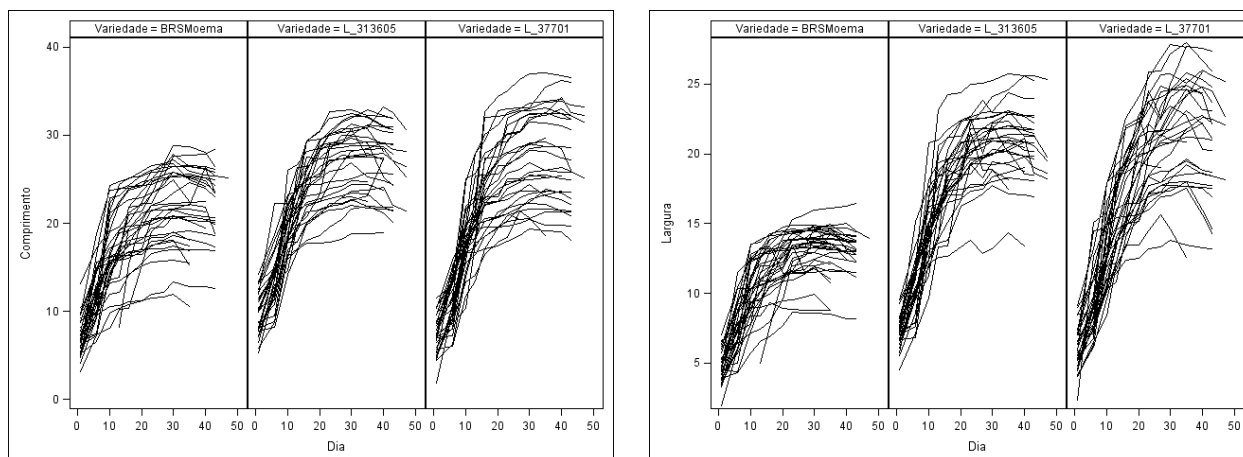 Variedade = BRSMoema Variedade = L_313605 Variedade = L_37701
40
30
20
10
0
Comprimento
0 10 20 30 40 50 0 10 20 30 40 50 0 10 20 30 40 50
Dia
Variedade = BRSMoema Variedade = L_313605 Variedade = L_37701
25
20
15
10
5
Largura
0 10 20 30 40 50 0 10 20 30 40 50 0 10 20 30 40 50
Dia